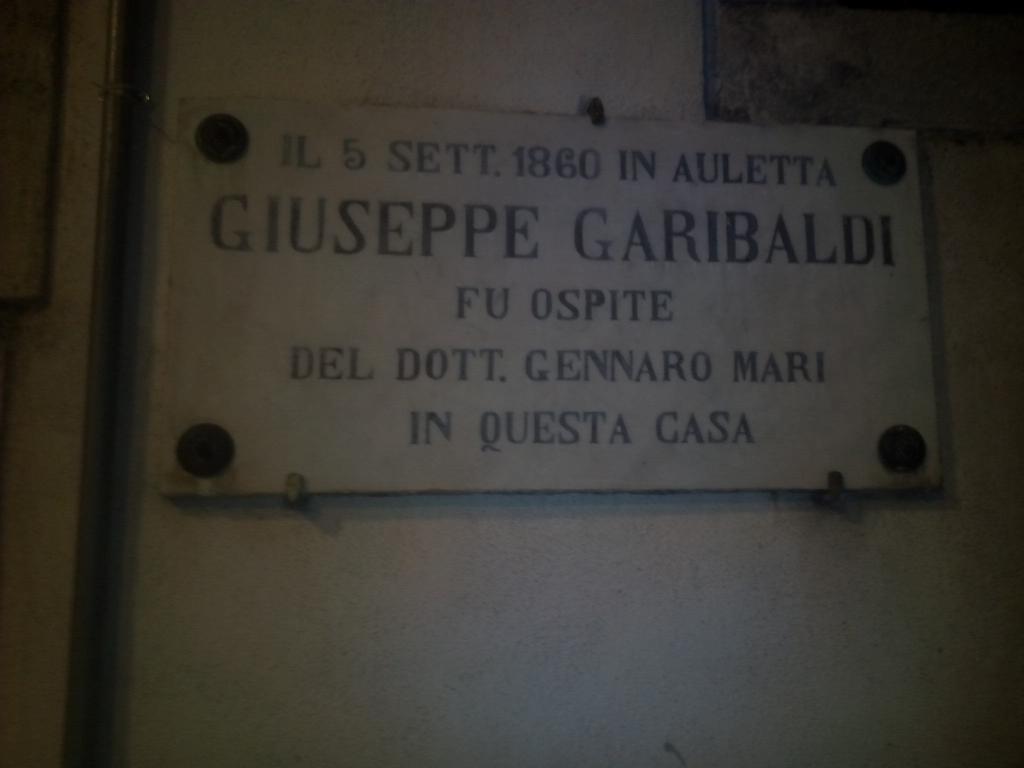 IL 5 SETT. 1860 IN AULETTA
GIUSEPPE GARIBALDI
FU OSPITE
DEL DOTT. GENNARO MARI
IN QUESTA CASA